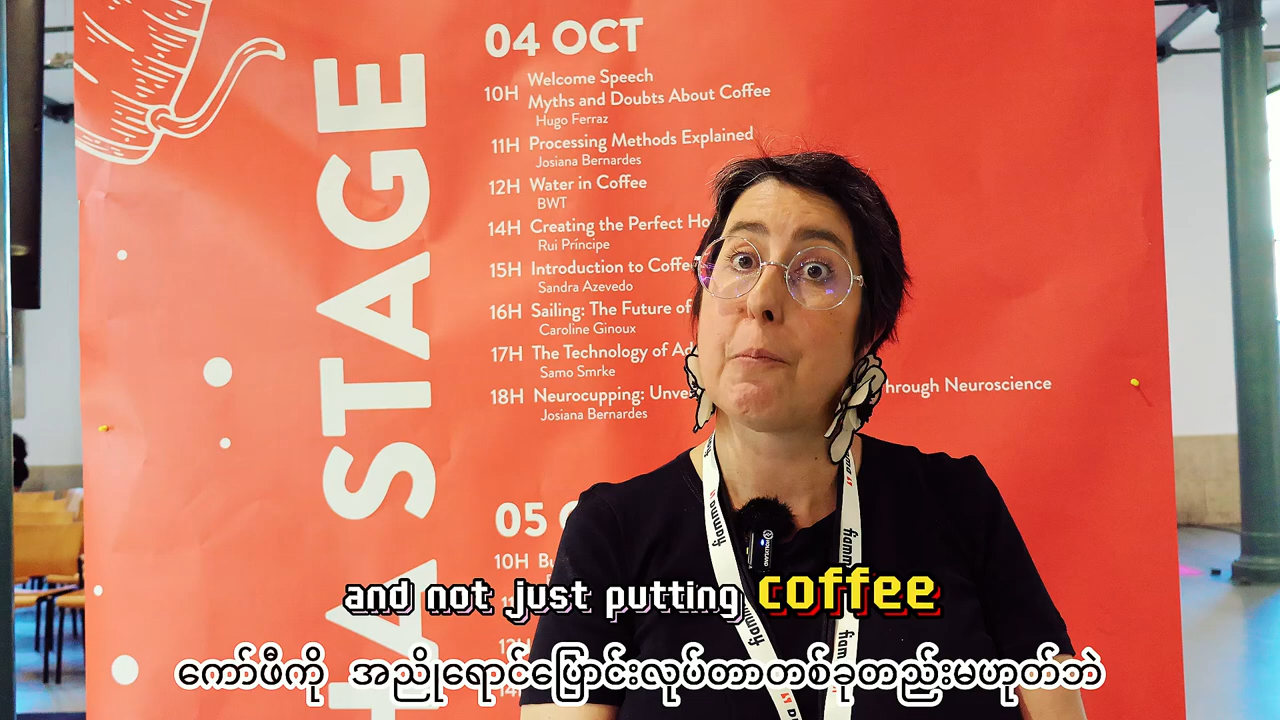 04 OCT
10H Welcome Speech
Myths and Doubts About Coffee
Hugo Ferraz
11H Processing Methods Explained
Josiana Bernardes
12H Water in Coffee
BWT
14H Creating the Perfect Ho
Rui Príncipe
15H Introduction to Coffe
Sandra Azevedo
16H Sailing: The Future of
Caroline Ginoux
17H The Technology of Ad
Samo Smrke
18H Neurocupping: Unve hrough Neuroscience
Josiana Bernardes
HA STAGE
05
10H Bu
fiamma
fiamma
and not just putting coffee
ကော်ဖီကို အညိုရောင်ပြောင်းလုပ်တာတစ်ခုတည်းမဟုတ်ဘဲ